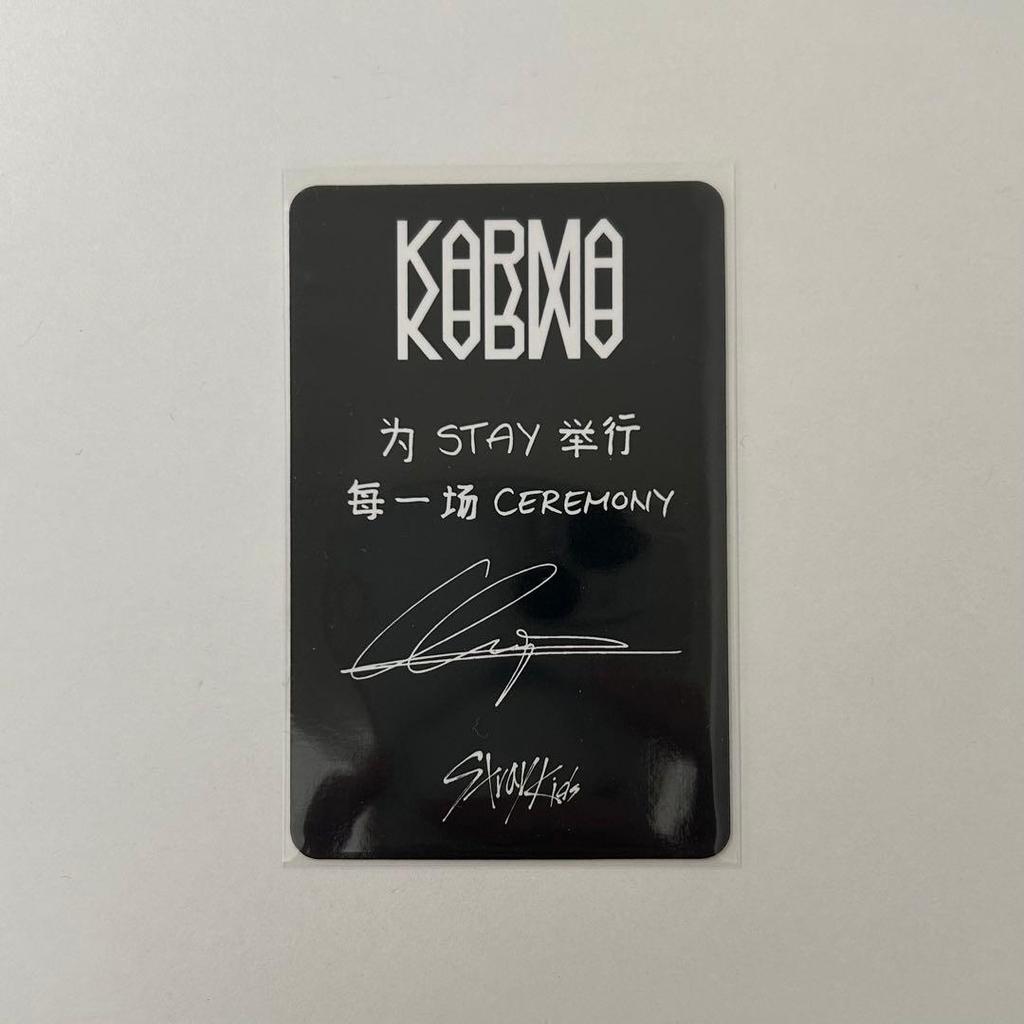 KARMA
为 STAY 举行
每一场 CEREMONY
Stray Kids